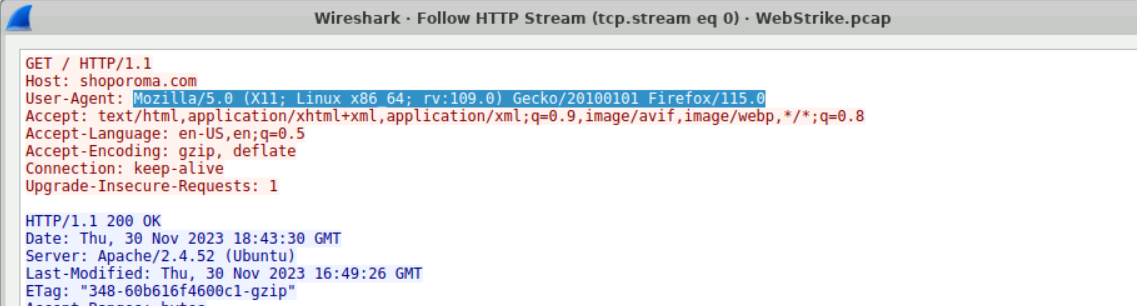 Wireshark · Follow HTTP Stream (tcp.stream eq 0) · WebStrike.pcap
GET / HTTP/1.1
Host: shoporoma.com
User-Agent: Mozilla/5.0 (X11; Linux x86_64; rv:109.0) Gecko/20100101 Firefox/115.0
Accept: text/html,application/xhtml+xml,application/xml;q=0.9,image/avif,image/webp,*/*;q=0.8
Accept-Language: en-US,en;q=0.5
Accept-Encoding: gzip, deflate
Connection: keep-alive
Upgrade-Insecure-Requests: 1
HTTP/1.1 200 OK
Date: Thu, 30 Nov 2023 18:43:30 GMT
Server: Apache/2.4.52 (Ubuntu)
Last-Modified: Thu, 30 Nov 2023 16:49:26 GMT
ETag: "348-60b616f4600c1-gzip"